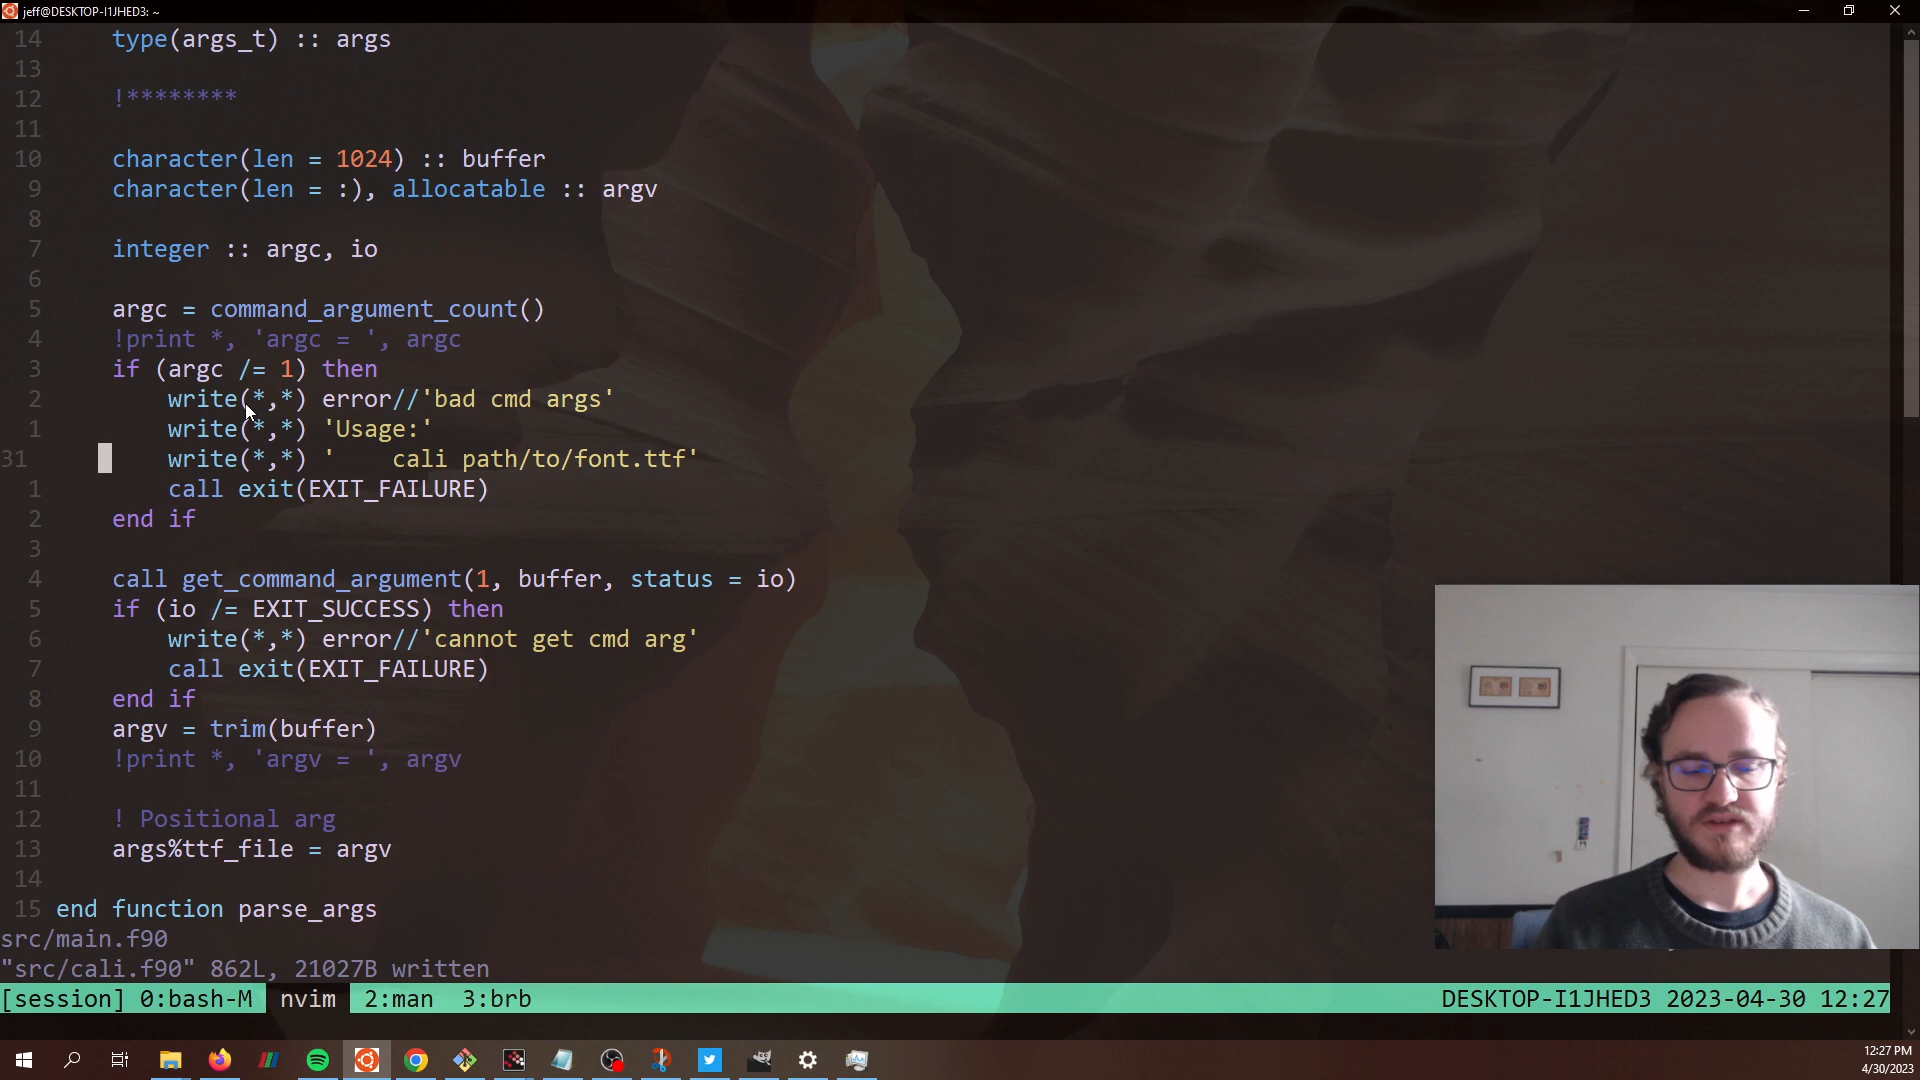 jeff@DESKTOP-I1JHED3: ~
14 type(args_t) :: args
13
12 !********
11
10 character(len = 1024) :: buffer
9 character(len = :), allocatable :: argv
8
7 integer :: argc, io
6
5 argc = command_argument_count()
4 !print *, 'argc = ', argc
3 if (argc /= 1) then
2 write(*,*) error//'bad cmd args'
1 write(*,*) 'Usage:'
31 write(*,*) '    cali path/to/font.ttf'
1 call exit(EXIT_FAILURE)
2 end if
3
4 call get_command_argument(1, buffer, status = io)
5 if (io /= EXIT_SUCCESS) then
6 write(*,*) error//'cannot get cmd arg'
7 call exit(EXIT_FAILURE)
8 end if
9 argv = trim(buffer)
10 !print *, 'argv = ', argv
11
12 ! Positional arg
13 args%ttf_file = argv
14
15 end function parse_args
src/main.f90
"src/cali.f90" 862L, 21027B written
[session] 0:bash-M nvim 2:man 3:brb DESKTOP-I1JHED3 2023-04-30 12:27
12:27 PM
4/30/2023